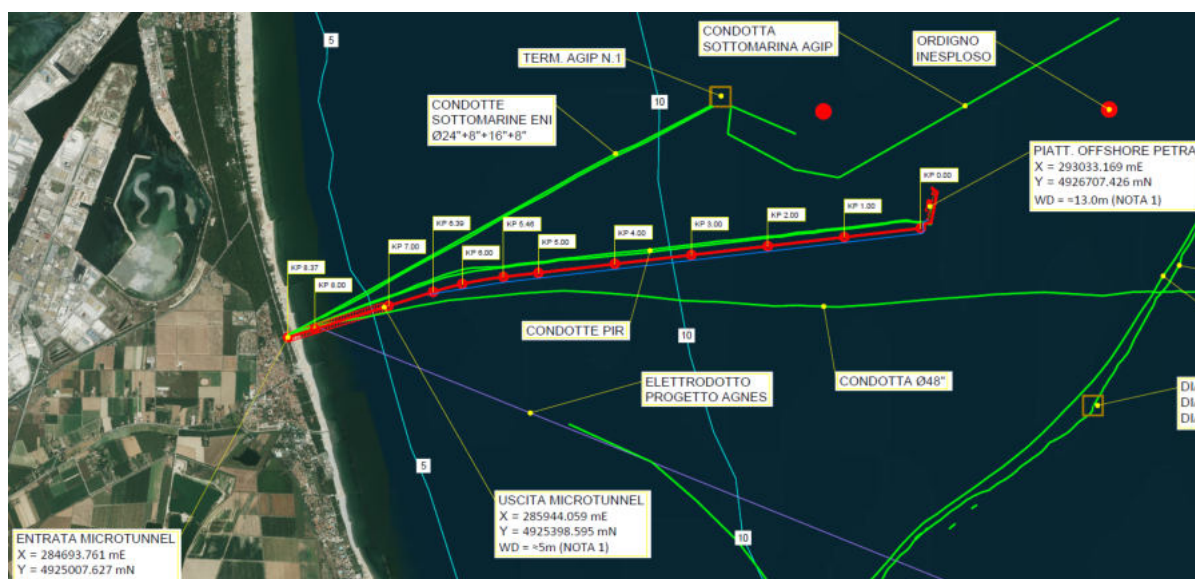 5
CONDOTTA
SOTTOMARINA AGIP
ORDIGNO
INESPLOSO
TERM. AGIP N.1
CONDOTTE
SOTTOMARINE ENI
Ø24"+8"+16"+8"
10
PIATT. OFFSHORE PETRA
X = 293033.169 mE
Y = 4926707.426 mN
WD = ≈13.0m (NOTA 1)
KP 0.00
KP 1.00
KP 2.00
KP 3.00
KP 4.00
KP 5.00
KP 5.46
KP 6.00
KP 6.39
KP 7.00
KP 8.00
KP 8.37
CONDOTTE PIR
10
CONDOTTA Ø48"
ELETTRODOTTO
PROGETTO AGNES
DIA
DIA
DIA
5
USCITA MICROTUNNEL
X = 285944.059 mE
Y = 4925398.595 mN
WD = ≈5m (NOTA 1)
10
ENTRATA MICROTUNNEL
X = 284693.761 mE
Y = 4925007.627 mN